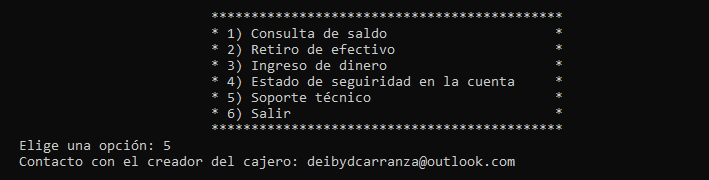 ********************************************
* 1) Consulta de saldo                     *
* 2) Retiro de efectivo                    *
* 3) Ingreso de dinero                     *
* 4) Estado de seguiridad en la cuenta     *
* 5) Soporte técnico                       *
* 6) Salir                                 *
********************************************
Elige una opción: 5
Contacto con el creador del cajero: deibydcarranza@outlook.com